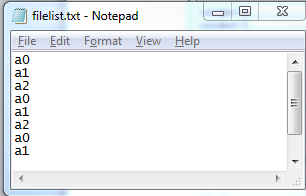 filelist.txt - Notepad
File Edit Format View Help
a0
a1
a2
a0
a1
a2
a0
a1